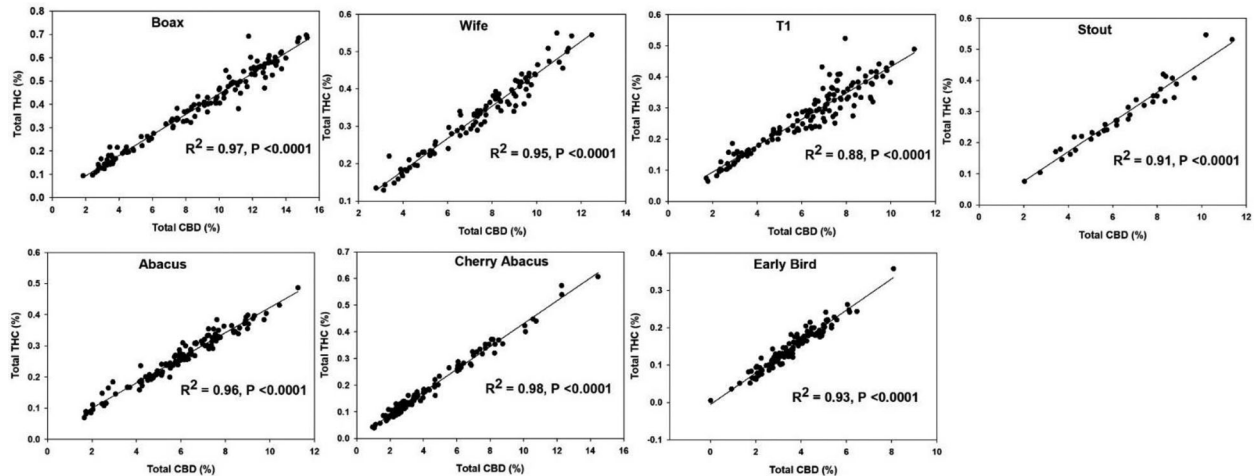 Boax
Total THC (%)
0.8
0.7
0.6
0.5
0.4
0.3
0.2
0.1
0.0
R² = 0.97, P <0.0001
0 2 4 6 8 10 12 14 16
Total CBD (%)
Wife
Total THC (%)
0.6
0.5
0.4
0.3
0.2
0.1
R² = 0.95, P <0.0001
2 4 6 8 10 12 14
Total CBD (%)
T1
Total THC (%)
0.6
0.5
0.4
0.3
0.2
0.1
0.0
R² = 0.88, P <0.0001
0 2 4 6 8 10 12
Total CBD (%)
Stout
Total THC (%)
0.6
0.5
0.4
0.3
0.2
0.1
0.0
R² = 0.91, P <0.0001
0 2 4 6 8 10 12
Total CBD (%)
Abacus
Total THC (%)
0.6
0.5
0.4
0.3
0.2
0.1
0.0
R² = 0.96, P <0.0001
0 2 4 6 8 10 12
Total CBD (%)
Cherry Abacus
Total THC (%)
0.7
0.6
0.5
0.4
0.3
0.2
0.1
0.0
R² = 0.98, P <0.0001
0 2 4 6 8 10 12 14 16
Total CBD (%)
Early Bird
Total THC (%)
0.4
0.3
0.2
0.1
0.0
-0.1
R² = 0.93, P <0.0001
0 2 4 6 8 10
Total CBD (%)